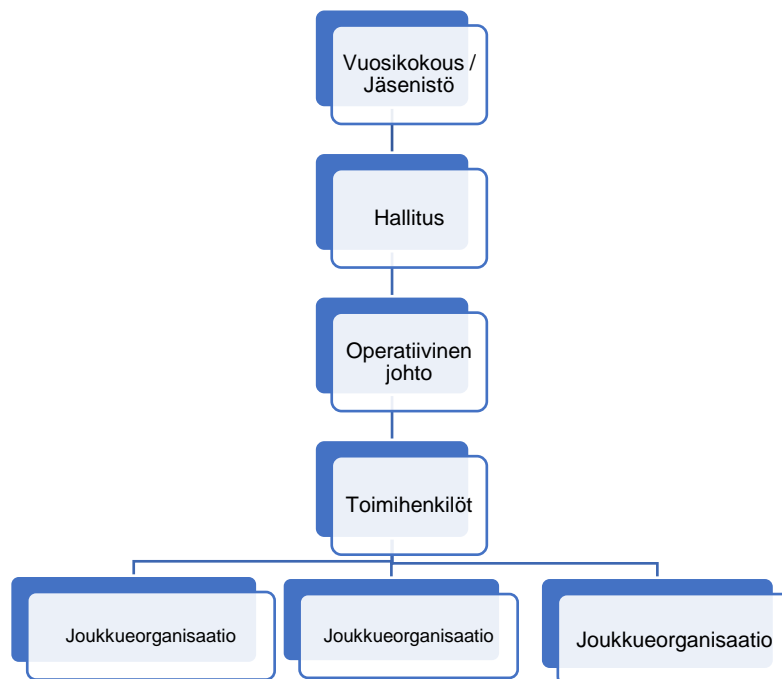 Vuosikokous /
Jäsenistö
Hallitus
Operatiivinen
johto
Toimihenkilöt
Joukkueorganisaatio
Joukkueorganisaatio
Joukkueorganisaatio